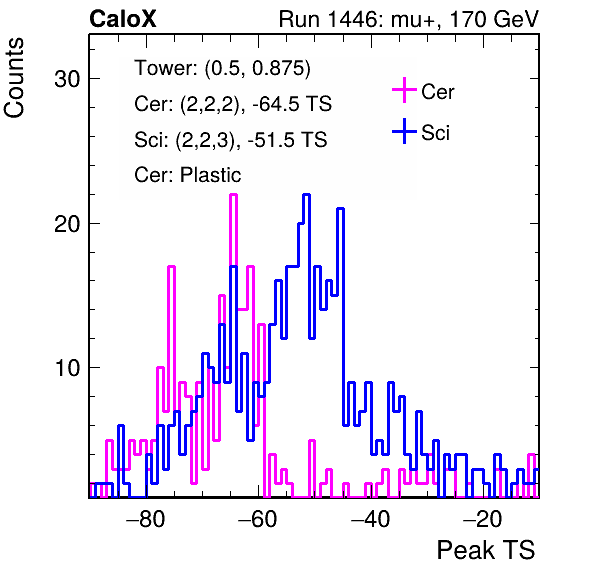 CaloX Run 1446: mu+, 170 GeV
Counts
Tower: (0.5, 0.875)
Cer: (2,2,2), -64.5 TS
Sci: (2,2,3), -51.5 TS
Cer: Plastic
Cer
Sci
30
20
10
−80 −60 −40 −20
Peak TS